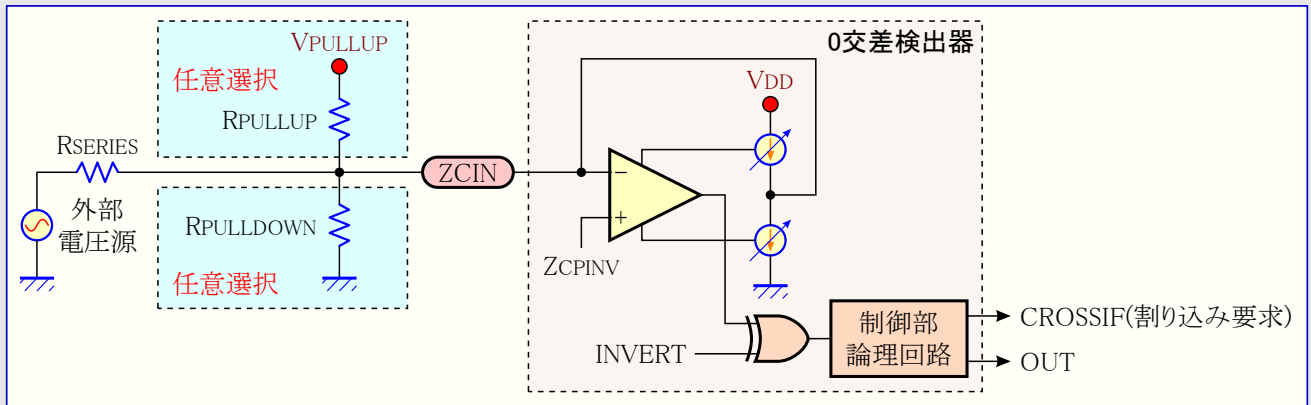 0交差検出器
VPULLUP
任意選択
RPULLUP
VDD
RSERIES
ZCIN
−
外部
電圧源
RPULLDOWN
+
任意選択
ZCPINV
INVERT
制御部
論理回路
CROSSIF(割り込み要求)
OUT